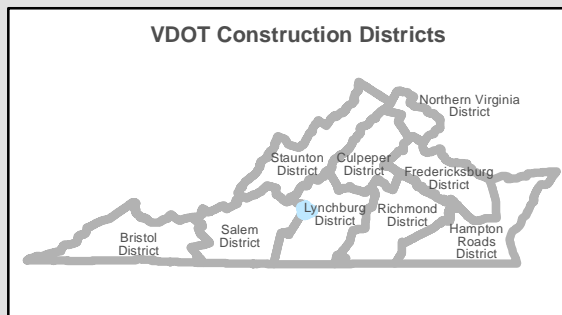 VDOT Construction Districts
Northern Virginia
District
Staunton
District
Culpeper
District
Fredericksburg
District
Lynchburg
District
Richmond
District
Hampton
Roads
District
Salem
District
Bristol
District